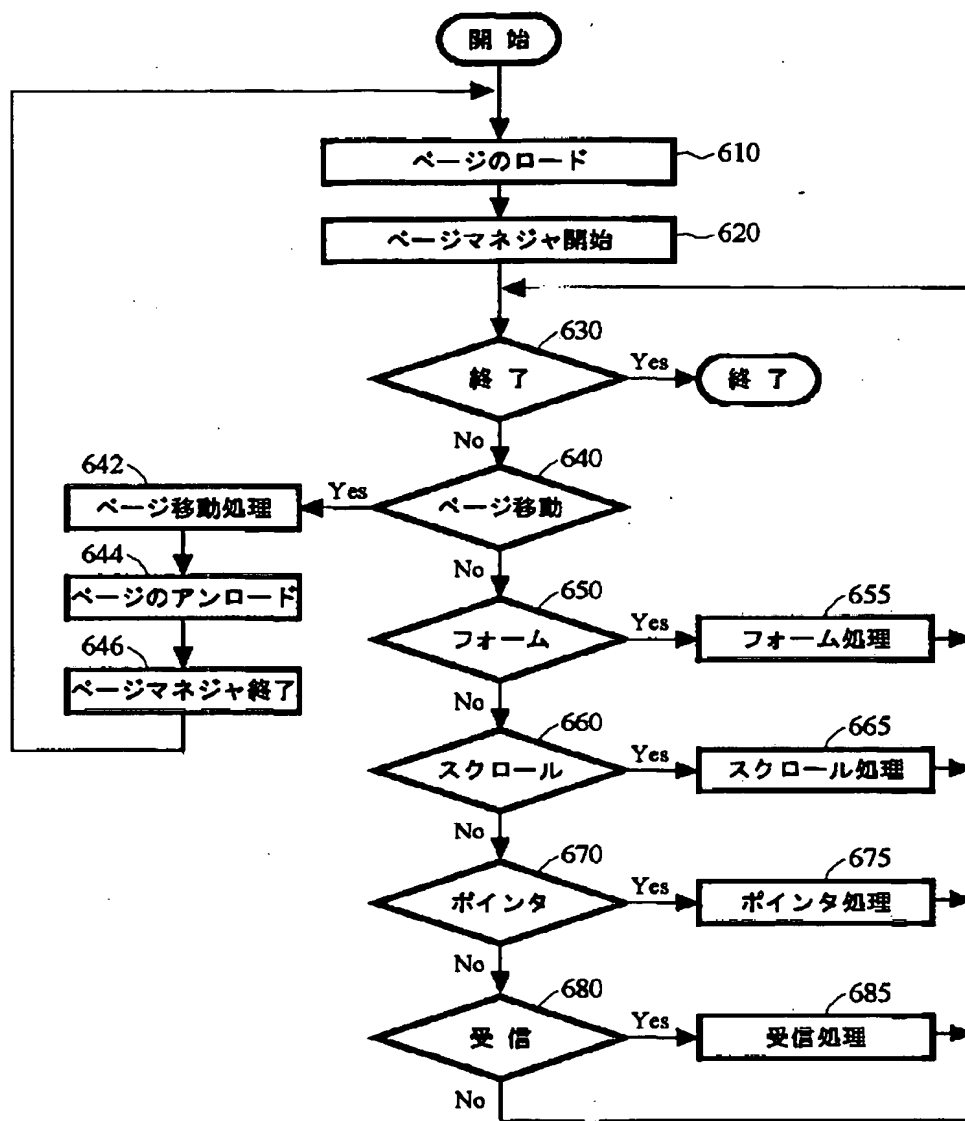 開始
ページのロード 610
ページマネジャ開始 620
630
終了 Yes 終了
No
640
642
ページ移動処理 Yes ページ移動
644
No
ページのアンロード
650
655
フォーム Yes フォーム処理
646
ページマネジャ終了
No
660
665
スクロール Yes スクロール処理
No
670
675
ポインタ Yes ポインタ処理
No
680
685
受信 Yes 受信処理
No